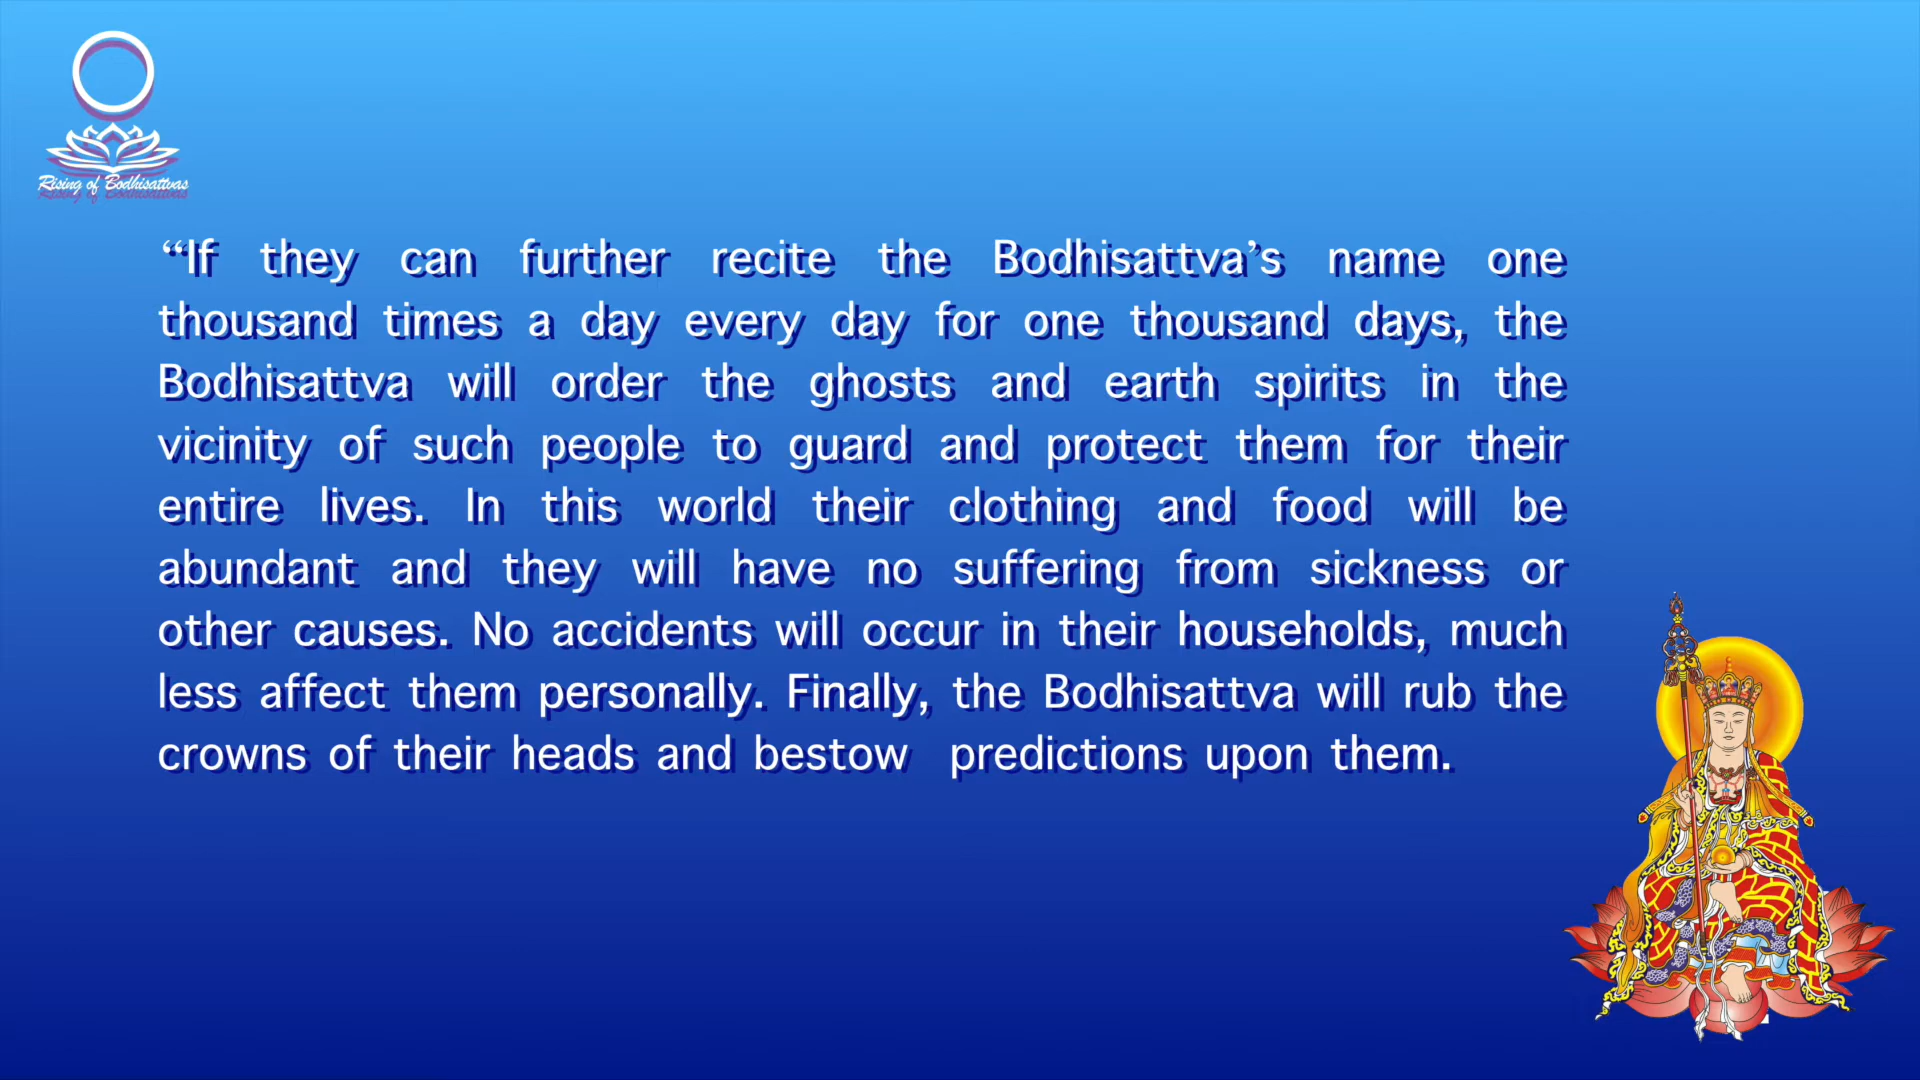 Rising of Bodhisattvas
“If they can further recite the Bodhisattva’s name one
thousand times a day every day for one thousand days, the
Bodhisattva will order the ghosts and earth spirits in the
vicinity of such people to guard and protect them for their
entire lives. In this world their clothing and food will be
abundant and they will have no suffering from sickness or
other causes. No accidents will occur in their households, much
less affect them personally. Finally, the Bodhisattva will rub the
crowns of their heads and bestow predictions upon them.